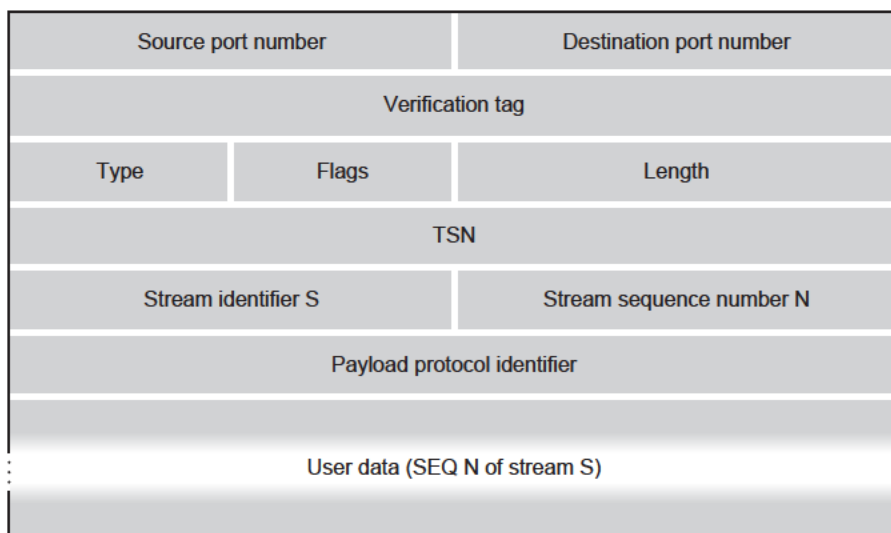 Source port number Destination port number
Verification tag
Type Flags Length
TSN
Stream identifier S Stream sequence number N
Payload protocol identifier
User data (SEQ N of stream S)